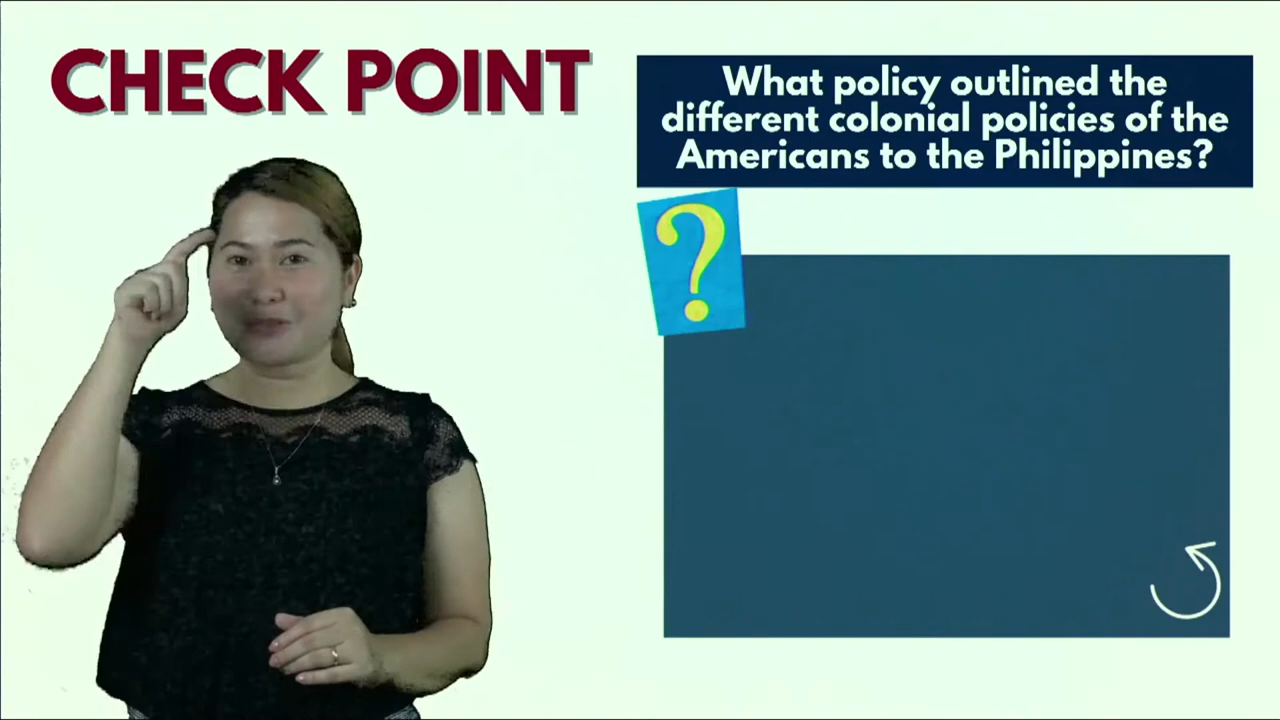 CHECK POINT
What policy outlined the
different colonial policies of the
Americans to the Philippines?
?